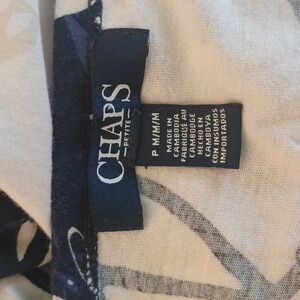 CHAPS
PETITE
P M/M/M
MADE IN
CAMBODIA
FABRIQUÉ AU
CAMBODGE
HECHO EN
CAMBOYA
CON INSUMOS
IMPORTADOS